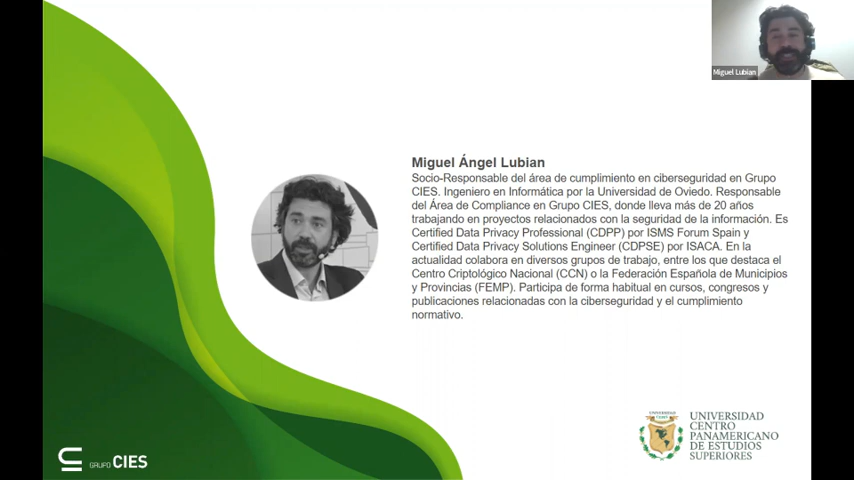 Miguel Lubian
Miguel Ángel Lubian
Socio-Responsable del área de cumplimiento en ciberseguridad en Grupo
CIES. Ingeniero en Informática por la Universidad de Oviedo. Responsable
del Área de Compliance en Grupo CIES, donde lleva más de 20 años
trabajando en proyectos relacionados con la seguridad de la información. Es
Certified Data Privacy Professional (CDPP) por ISMS Forum Spain y
Certified Data Privacy Solutions Engineer (CDPSE) por ISACA. En la
actualidad colabora en diversos grupos de trabajo, entre los que destaca el
Centro Criptológico Nacional (CCN) o la Federación Española de Municipios
y Provincias (FEMP). Participa de forma habitual en cursos, congresos y
publicaciones relacionadas con la ciberseguridad y el cumplimiento
normativo.
GRUPO CIES
UNIVERSIDAD
CENTRO
PANAMERICANO
DE ESTUDIOS
SUPERIORES